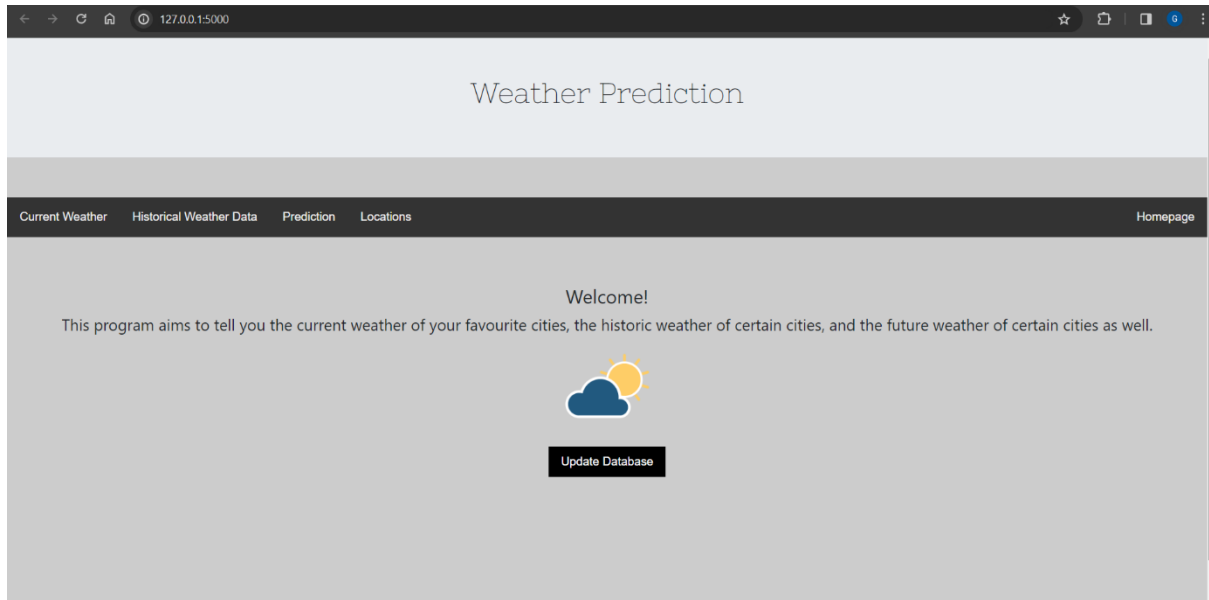 127.0.0.1:5000
G
Weather Prediction
Current Weather Historical Weather Data Prediction Locations Homepage
Welcome!
This program aims to tell you the current weather of your favourite cities, the historic weather of certain cities, and the future weather of certain cities as well.
Update Database